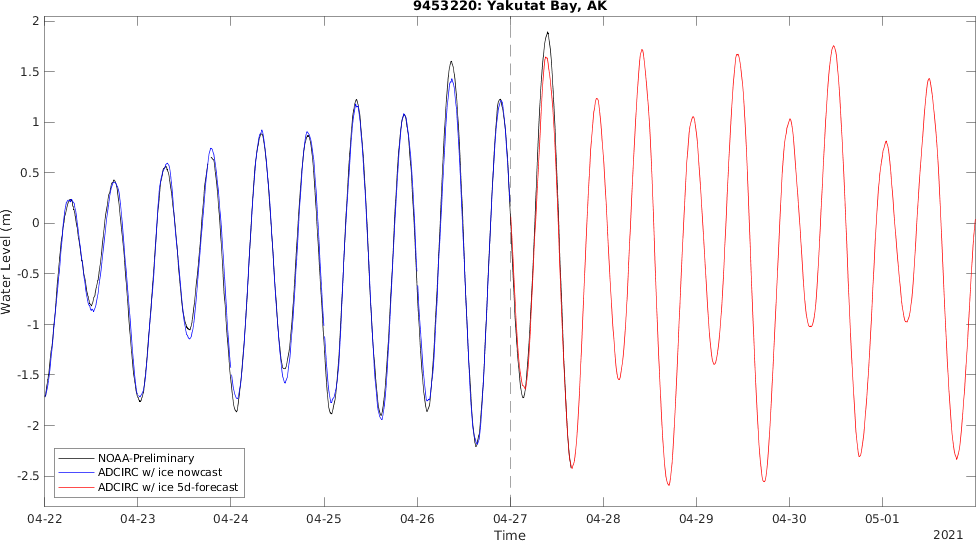 9453220: Yakutat Bay, AK
2
1.5
1
0.5
0
-0.5
-1
-1.5
-2
-2.5
Water Level (m)
NOAA-Preliminary
ADCIRC w/ ice nowcast
ADCIRC w/ ice 5d-forecast
04-22 04-23 04-24 04-25 04-26 04-27 04-28 04-29 04-30 05-01
Time
2021